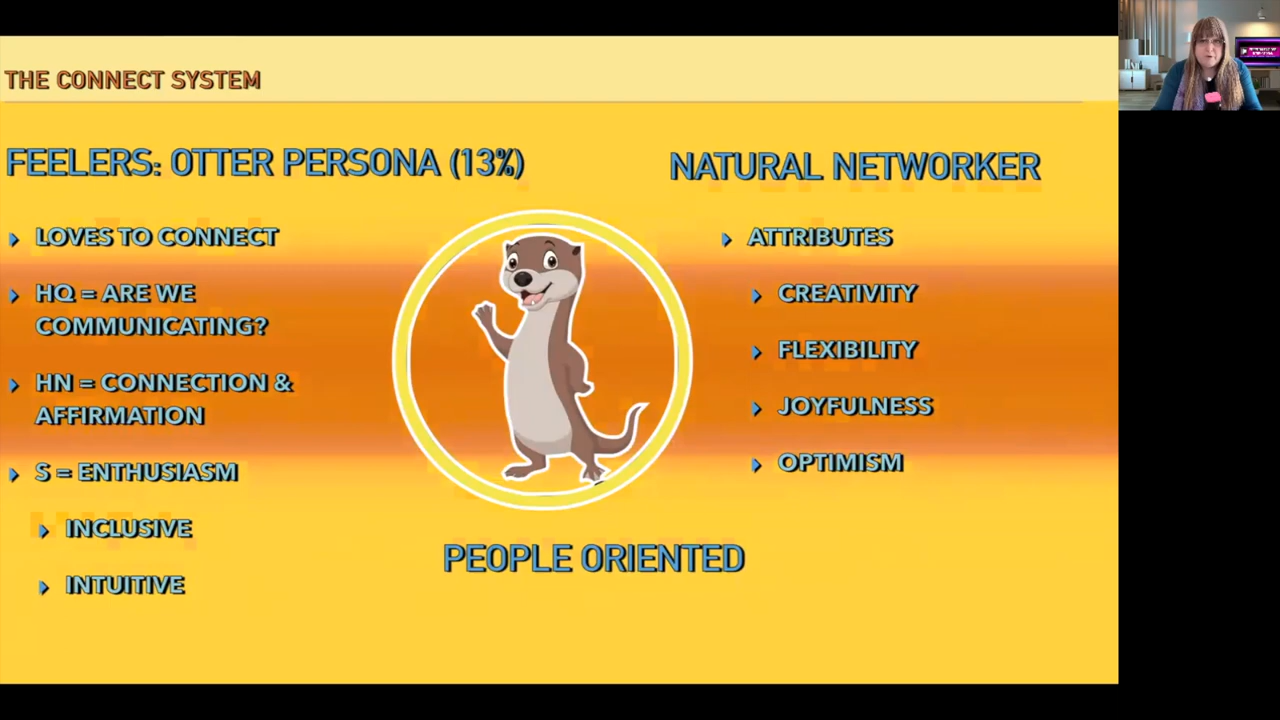 THE CONNECT SYSTEM
FEELERS: OTTER PERSONA (13%)
LOVES TO CONNECT
HQ = ARE WE
COMMUNICATING?
HN = CONNECTION &
AFFIRMATION
S = ENTHUSIASM
INCLUSIVE
INTUITIVE
PEOPLE ORIENTED
NATURAL NETWORKER
ATTRIBUTES
CREATIVITY
FLEXIBILITY
JOYFULNESS
OPTIMISM